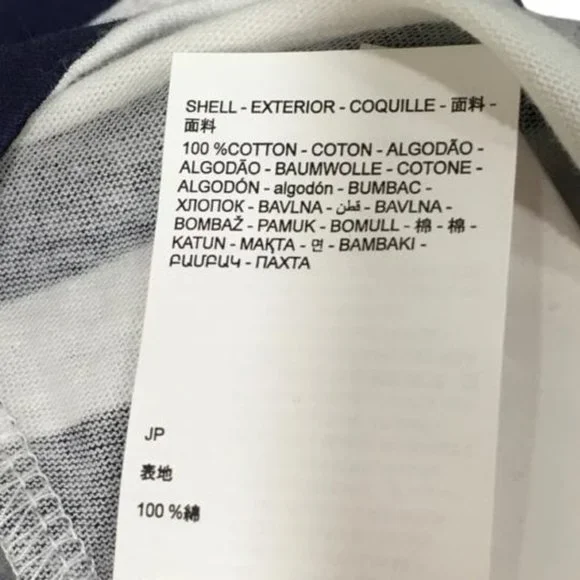 SHELL - EXTERIOR - COQUILLE - 面料 -
面料
100 %COTTON - COTON - ALGODÃO -
ALGODÃO - BAUMWOLLE - COTONE -
ALGODÓN - algodón - BUMBAC -
ХЛОПОК - BAVLNA - قطن - BAVLNA -
BOMBAŽ - PAMUK - BOMULL - 棉 - 棉 -
KATUN - МАҚТА - 면 - BAMBAKI -
ԲԱՄԲԱԿ - ПАХТА
JP
表地
100 %綿